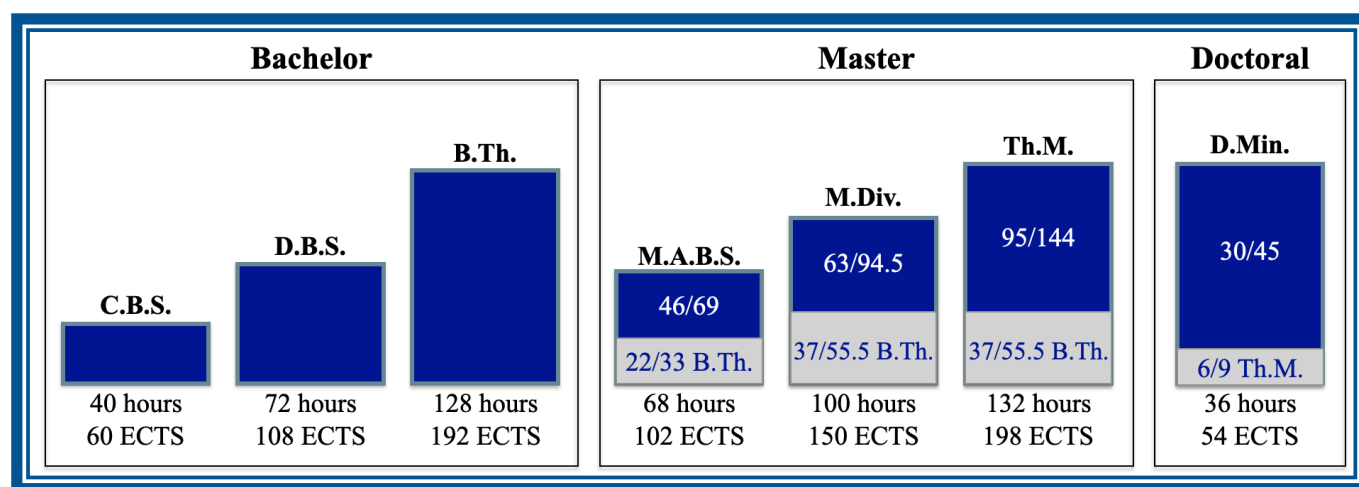 Bachelor
C.B.S.
40 hours
60 ECTS
D.B.S.
72 hours
108 ECTS
B.Th.
128 hours
192 ECTS
Master
M.A.B.S.
46/69
22/33 B.Th.
68 hours
102 ECTS
M.Div.
63/94.5
37/55.5 B.Th.
100 hours
150 ECTS
Th.M.
95/144
37/55.5 B.Th.
132 hours
198 ECTS
Doctoral
D.Min.
30/45
6/9 Th.M.
36 hours
54 ECTS